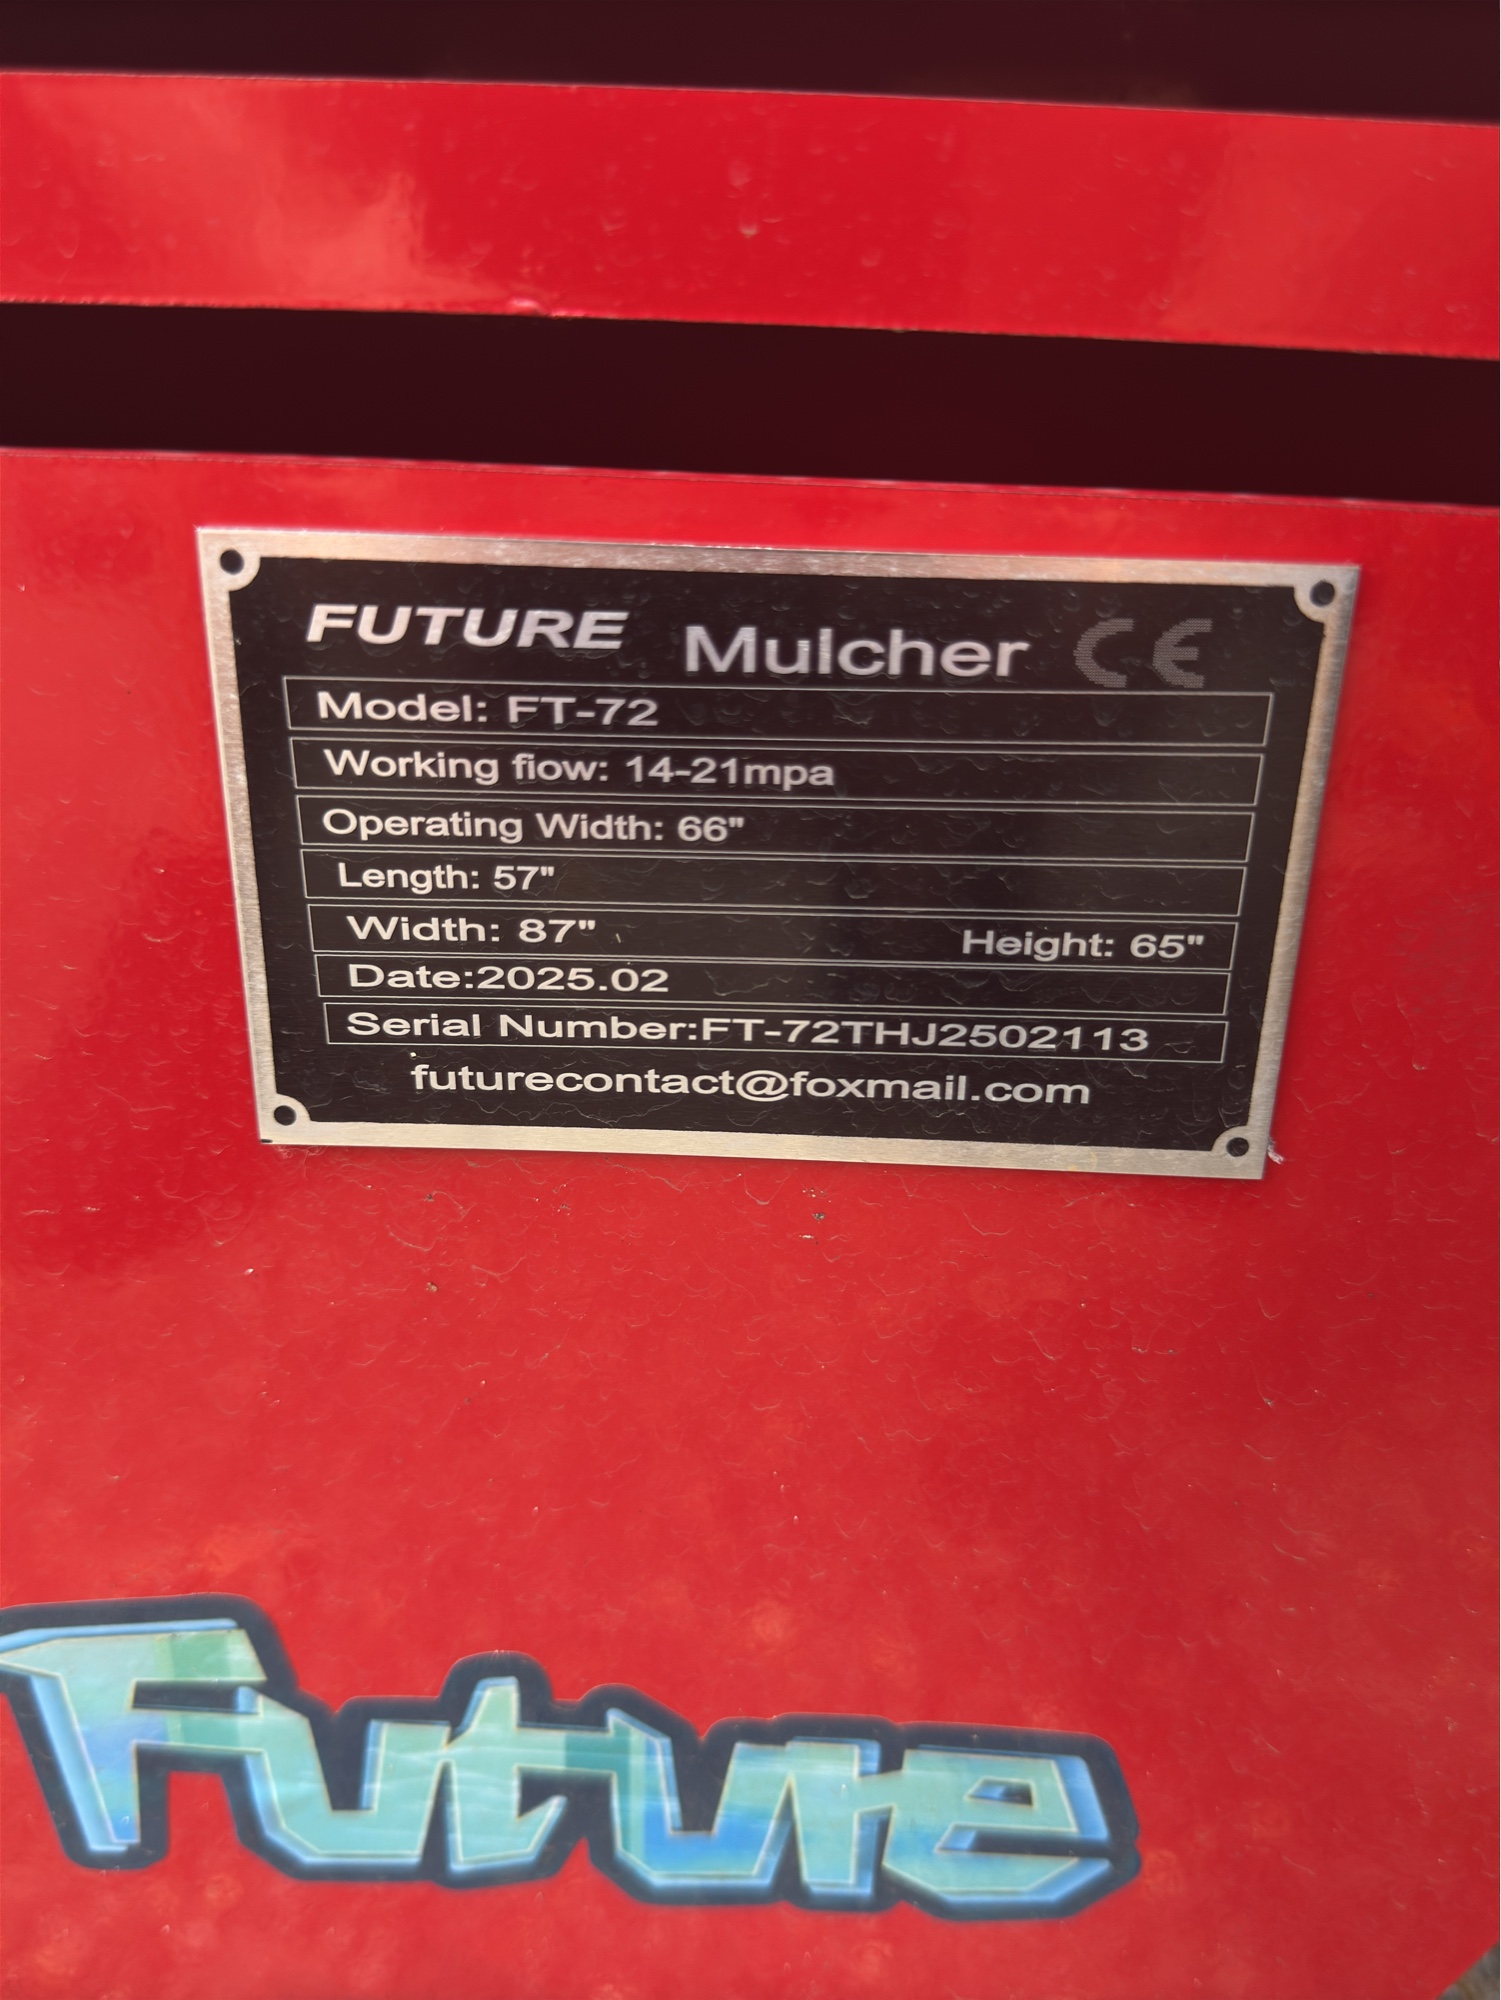 FUTURE Mulcher CE
Model: FT-72
Working fiow: 14-21mpa
Operating Width: 66"
Length: 57"
Width: 87" Height: 65"
Date:2025.02
Serial Number:FT-72THJ2502113
futurecontact@foxmail.com
Future